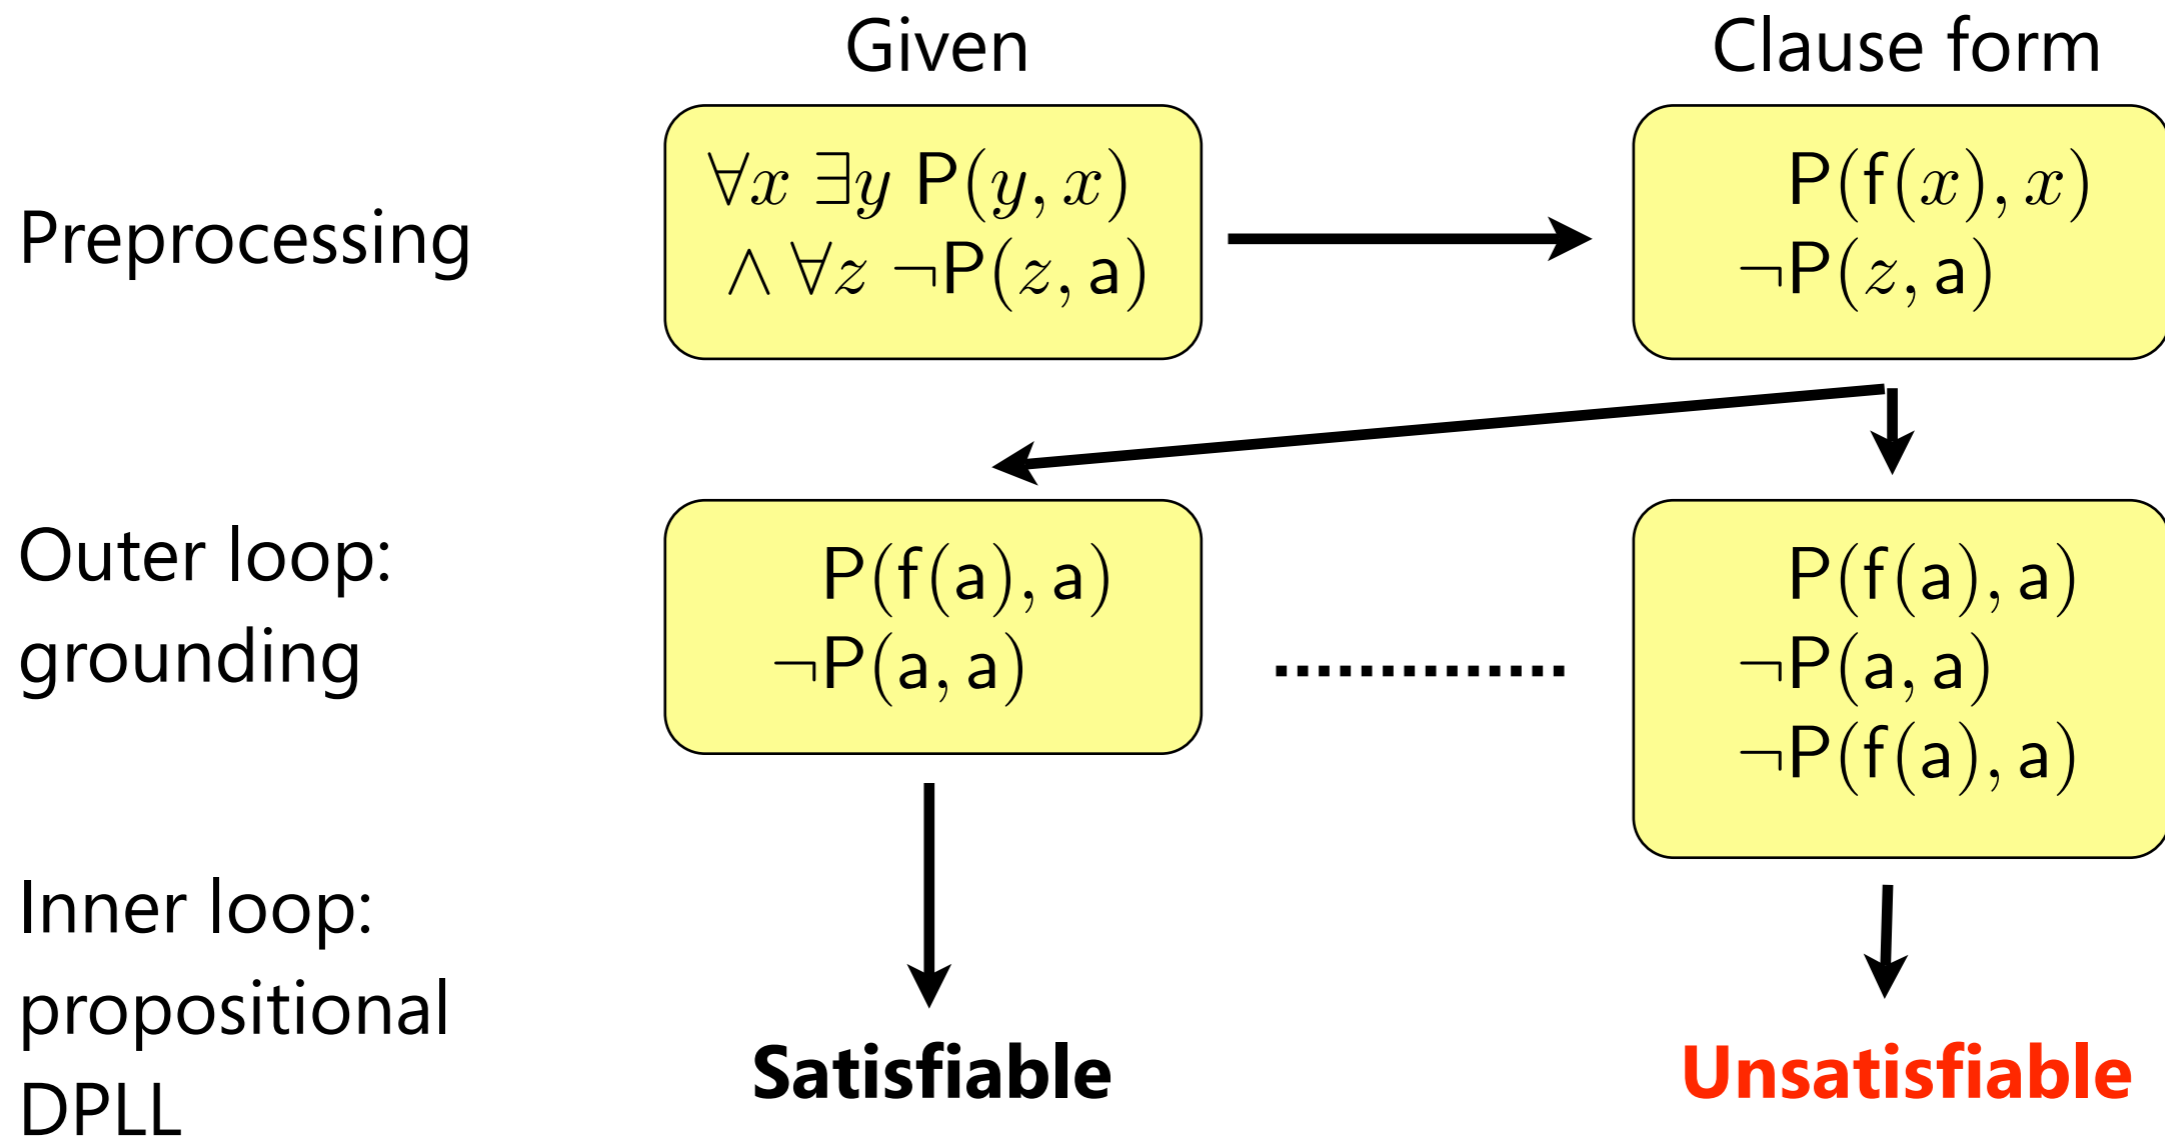 Given
Clause form
Preprocessing
∀x ∃y P(y, x)
∧ ∀z ¬P(z, a)
P(f(x), x)
¬P(z, a)
Outer loop:
grounding
P(f(a), a)
¬P(a, a)
..............
P(f(a), a)
¬P(a, a)
¬P(f(a), a)
Inner loop:
propositional
DPLL
Satisfiable
Unsatisfiable